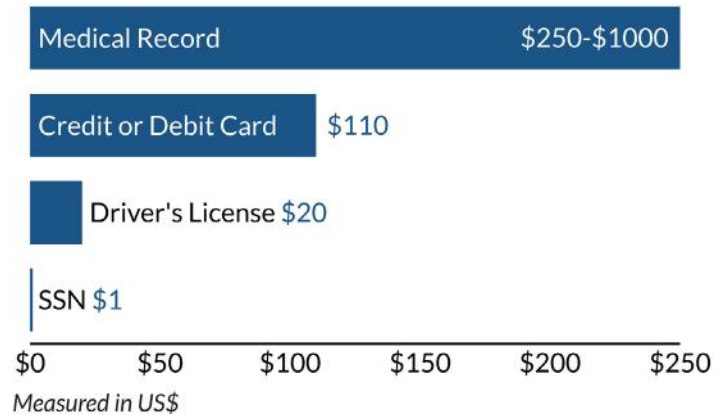 Medical Record $250-$1000
Credit or Debit Card $110
Driver's License $20
SSN $1
$0 $50 $100 $150 $200 $250
Measured in US$